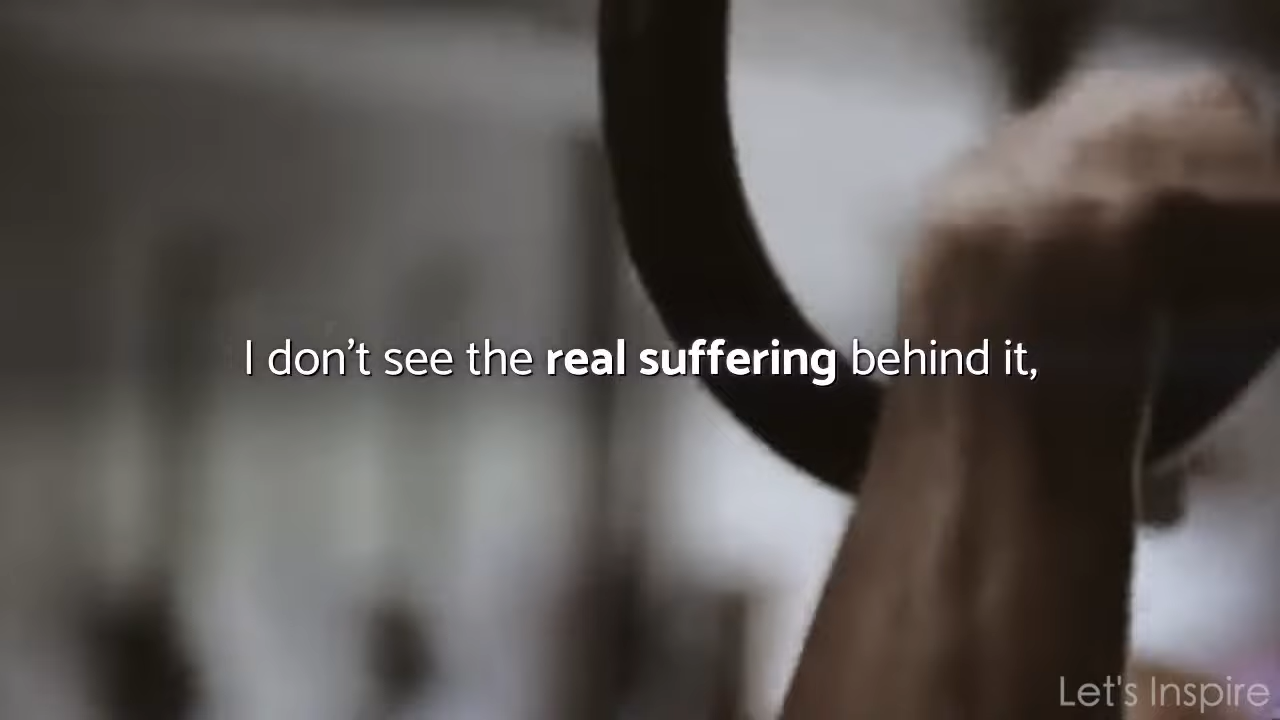 I don't see the real suffering behind it,
Let's Inspire